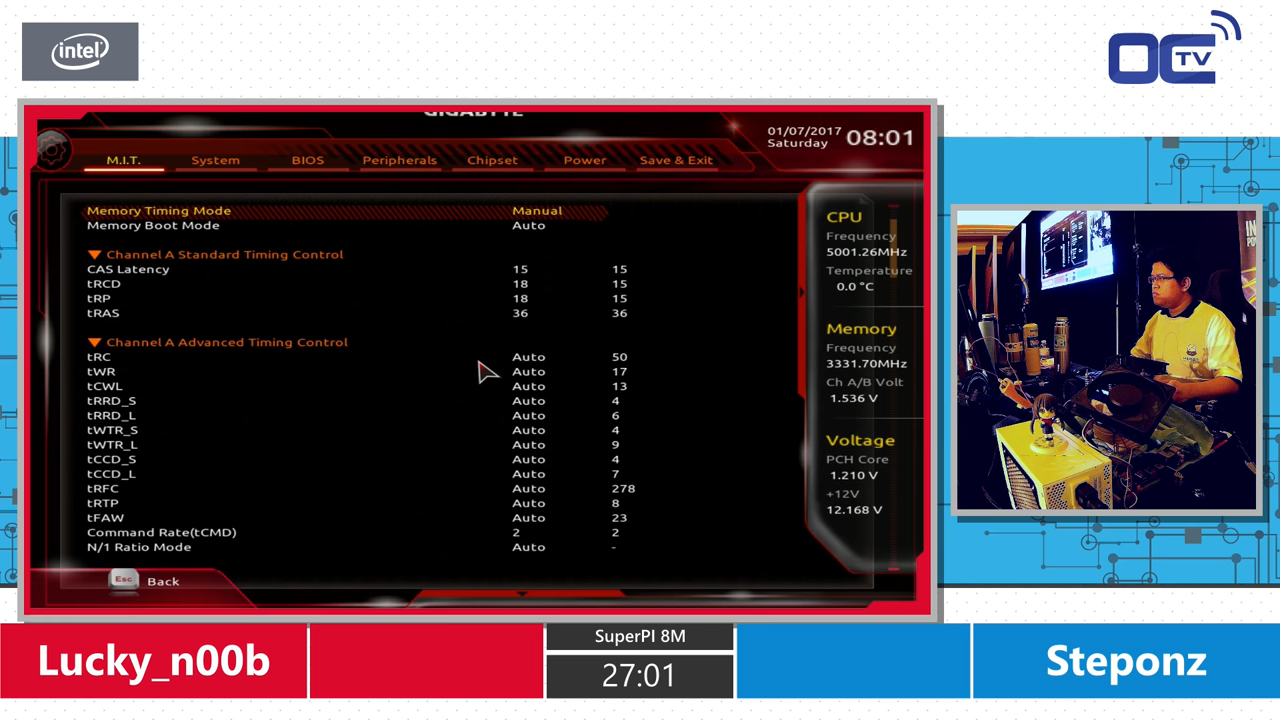 intel
OC
TV
GIGABYTE
01/07/2017
Saturday
08:01
M.I.T. System BIOS Peripherals Chipset Power Save & Exit
Memory Timing Mode Manual
Memory Boot Mode Auto
Channel A Standard Timing Control
CAS Latency 15 15
tRCD 18 15
tRP 18 15
tRAS 36 36
Channel A Advanced Timing Control
tRC Auto 50
tWR Auto 17
tCWL Auto 13
tRRD_S Auto 4
tRRD_L Auto 6
tWTR_S Auto 4
tWTR_L Auto 9
tCCD_S Auto 4
tCCD_L Auto 7
tRFC Auto 278
tRTP Auto 8
tFAW Auto 23
Command Rate(tCMD) 2 2
N/1 Ratio Mode Auto -
Esc Back
CPU
Frequency
5001.26MHz
Temperature
0.0 °C
Memory
Frequency
3331.70MHz
Ch A/B Volt
1.536 V
Voltage
PCH Core
1.210 V
+12V
12.168 V
Lucky_n00b
SuperPI 8M
27:01
Steponz